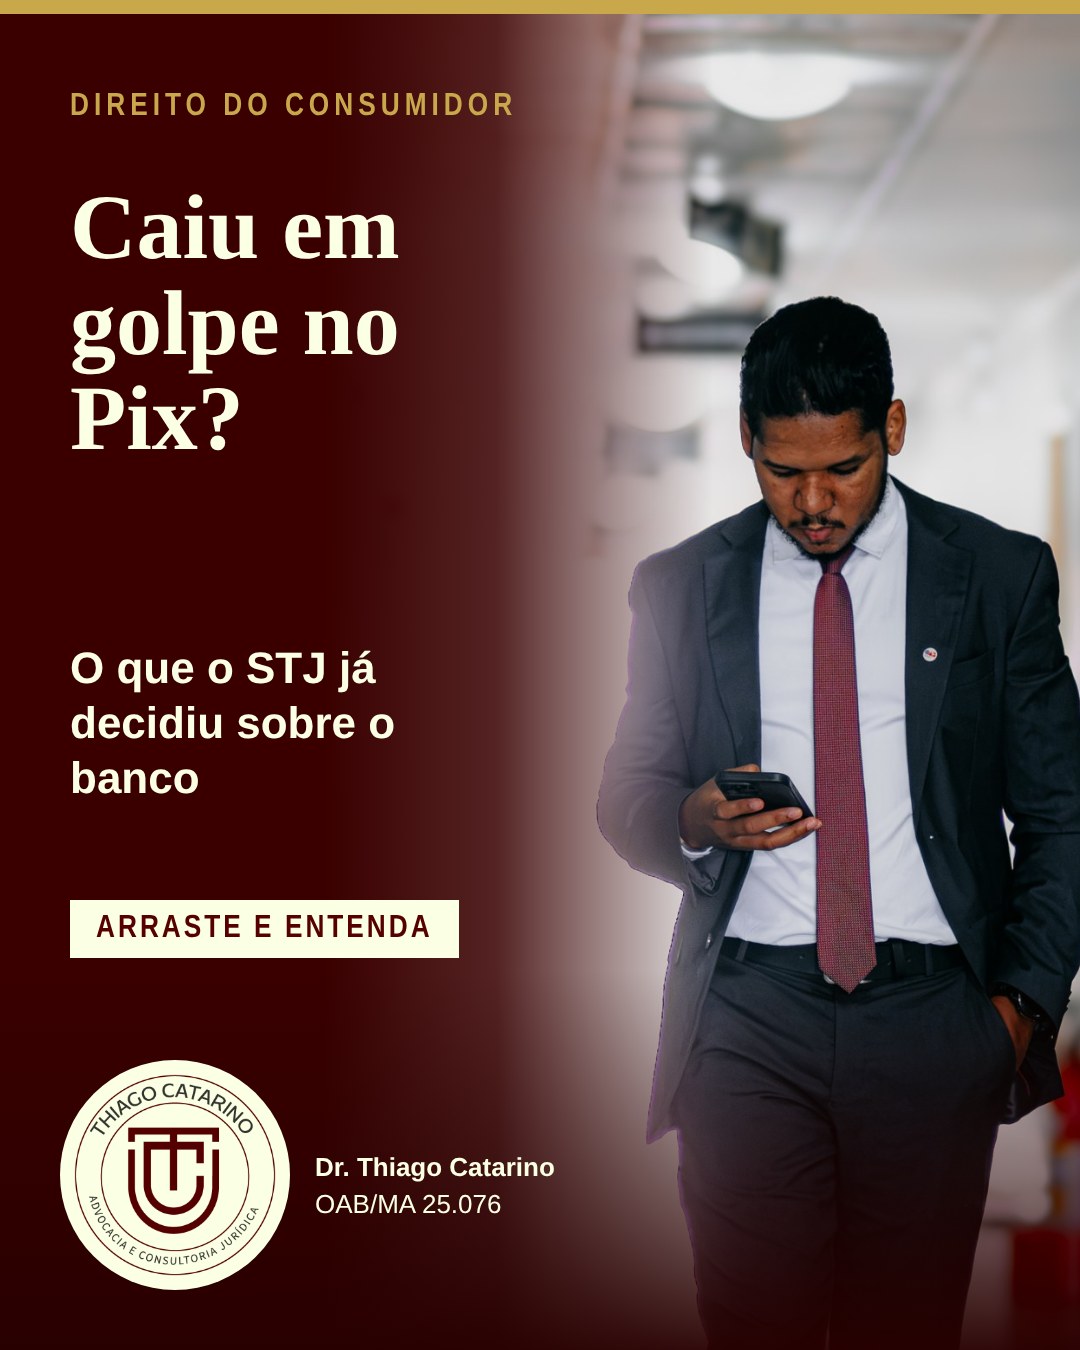 DIREITO DO CONSUMIDOR
Caiu em
golpe no
Pix?
O que o STJ já
decidiu sobre o
banco
ARRASTE E ENTENDA
THIAGO CATARINO
ADVOCACIA E CONSULTORIA JURÍDICA
Dr. Thiago Catarino
OAB/MA 25.076